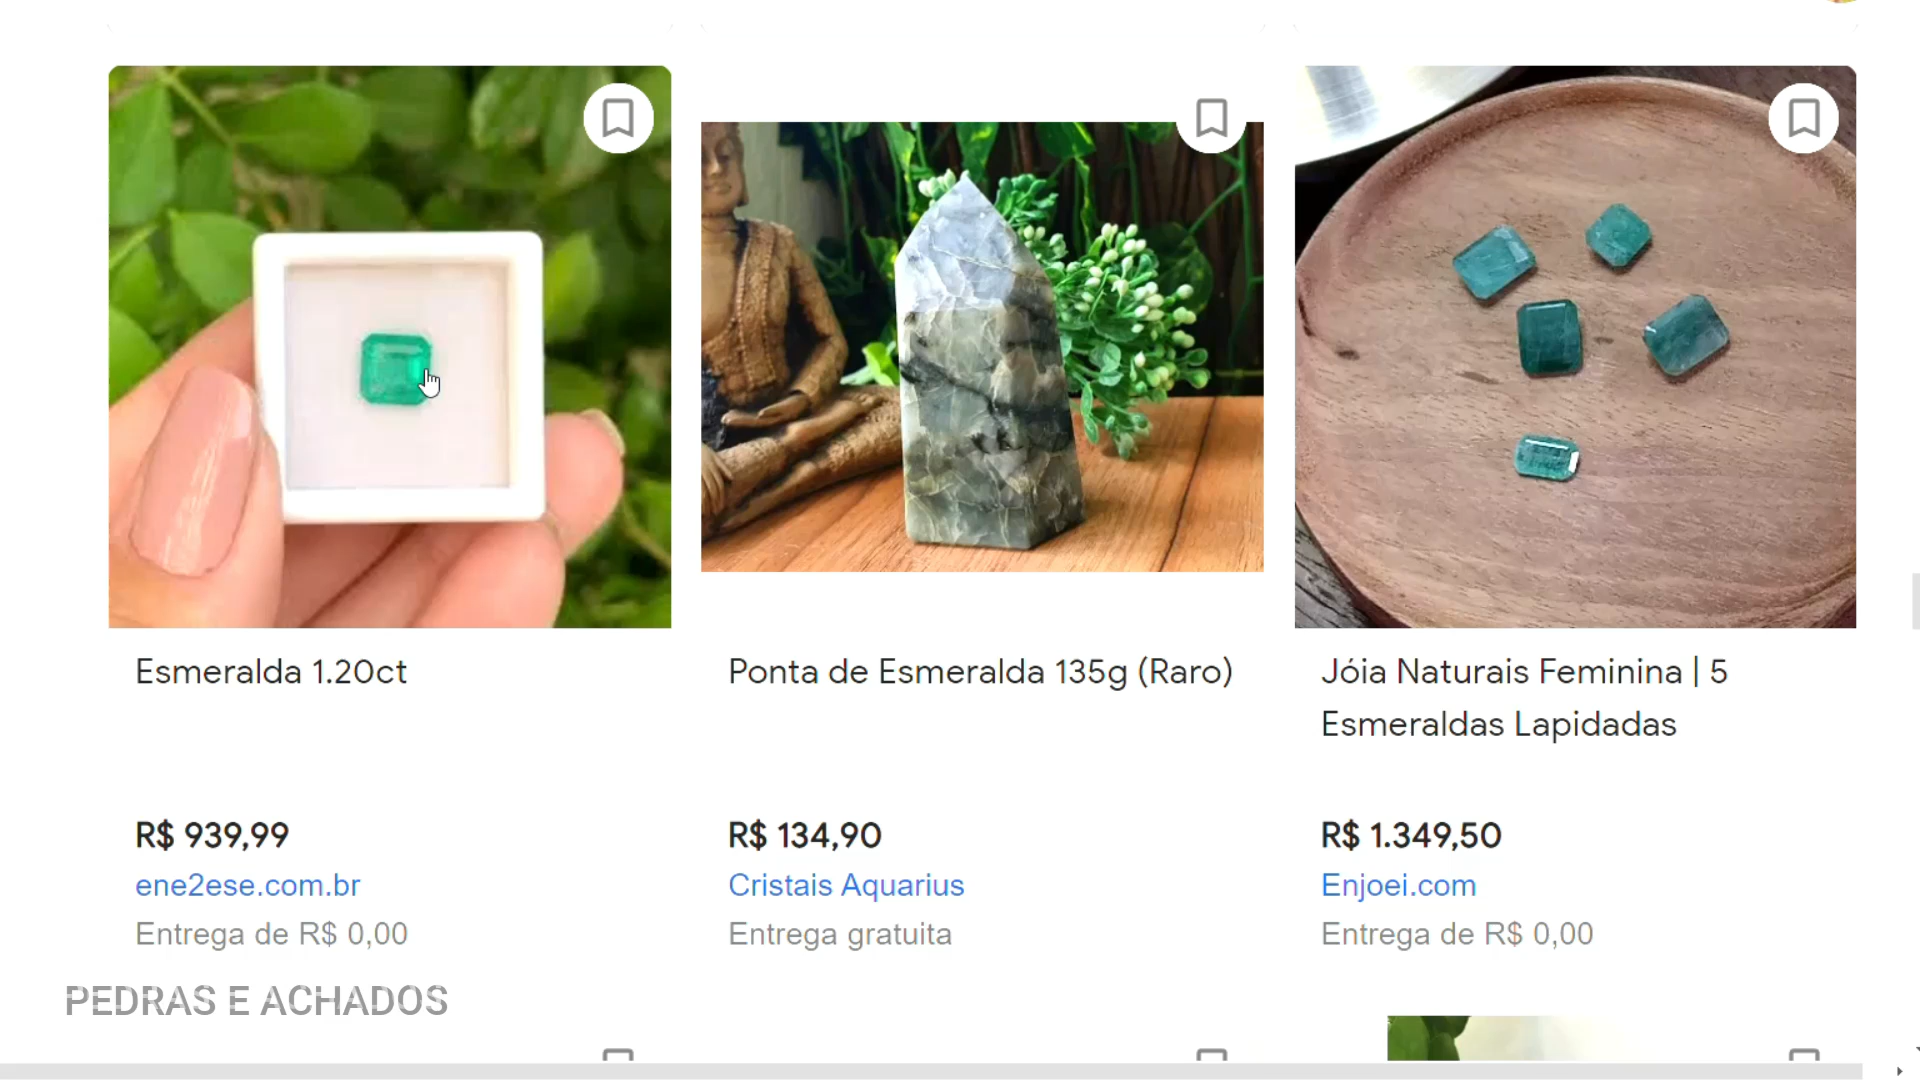 Esmeralda 1.20ct
R$ 939,99
ene2ese.com.br
Entrega de R$ 0,00
Ponta de Esmeralda 135g (Raro)
R$ 134,90
Cristais Aquarius
Entrega gratuita
Jóia Naturais Feminina | 5
Esmeraldas Lapidadas
R$ 1.349,50
Enjoei.com
Entrega de R$ 0,00
PEDRAS E ACHADOS